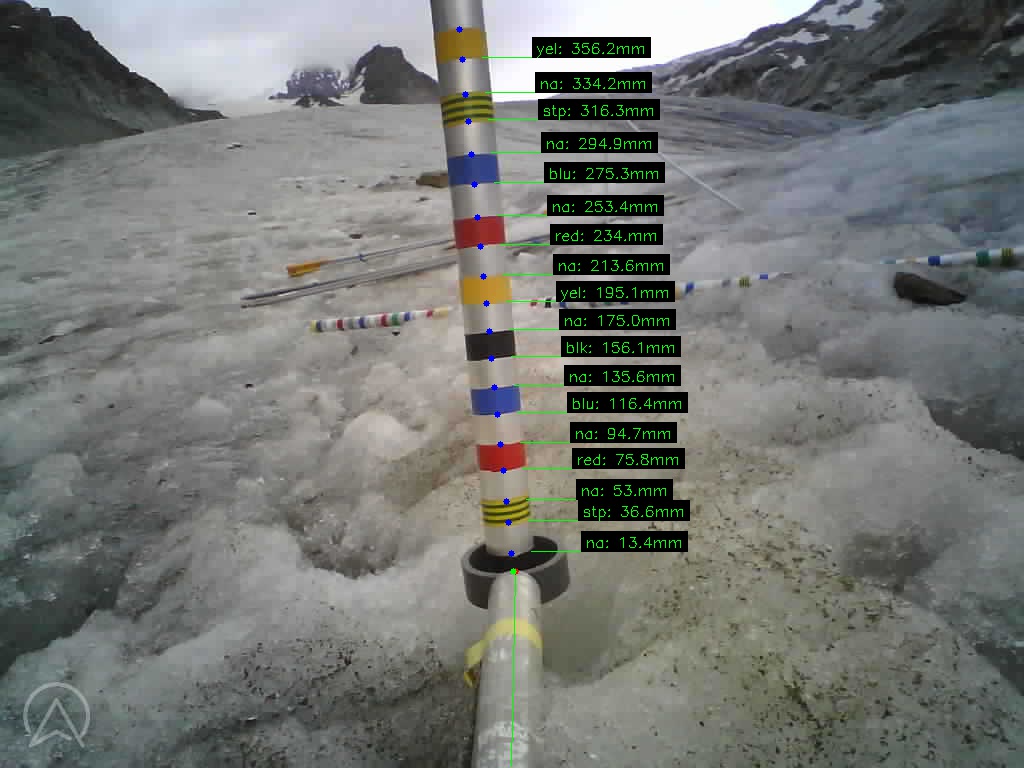 yel: 356.2mm
na: 334.2mm
stp: 316.3mm
na: 294.9mm
blu: 275.3mm
na: 253.4mm
red: 234.mm
na: 213.6mm
yel: 195.1mm
na: 175.0mm
blk: 156.1mm
na: 135.6mm
blu: 116.4mm
na: 94.7mm
red: 75.8mm
na: 53.mm
stp: 36.6mm
na: 13.4mm